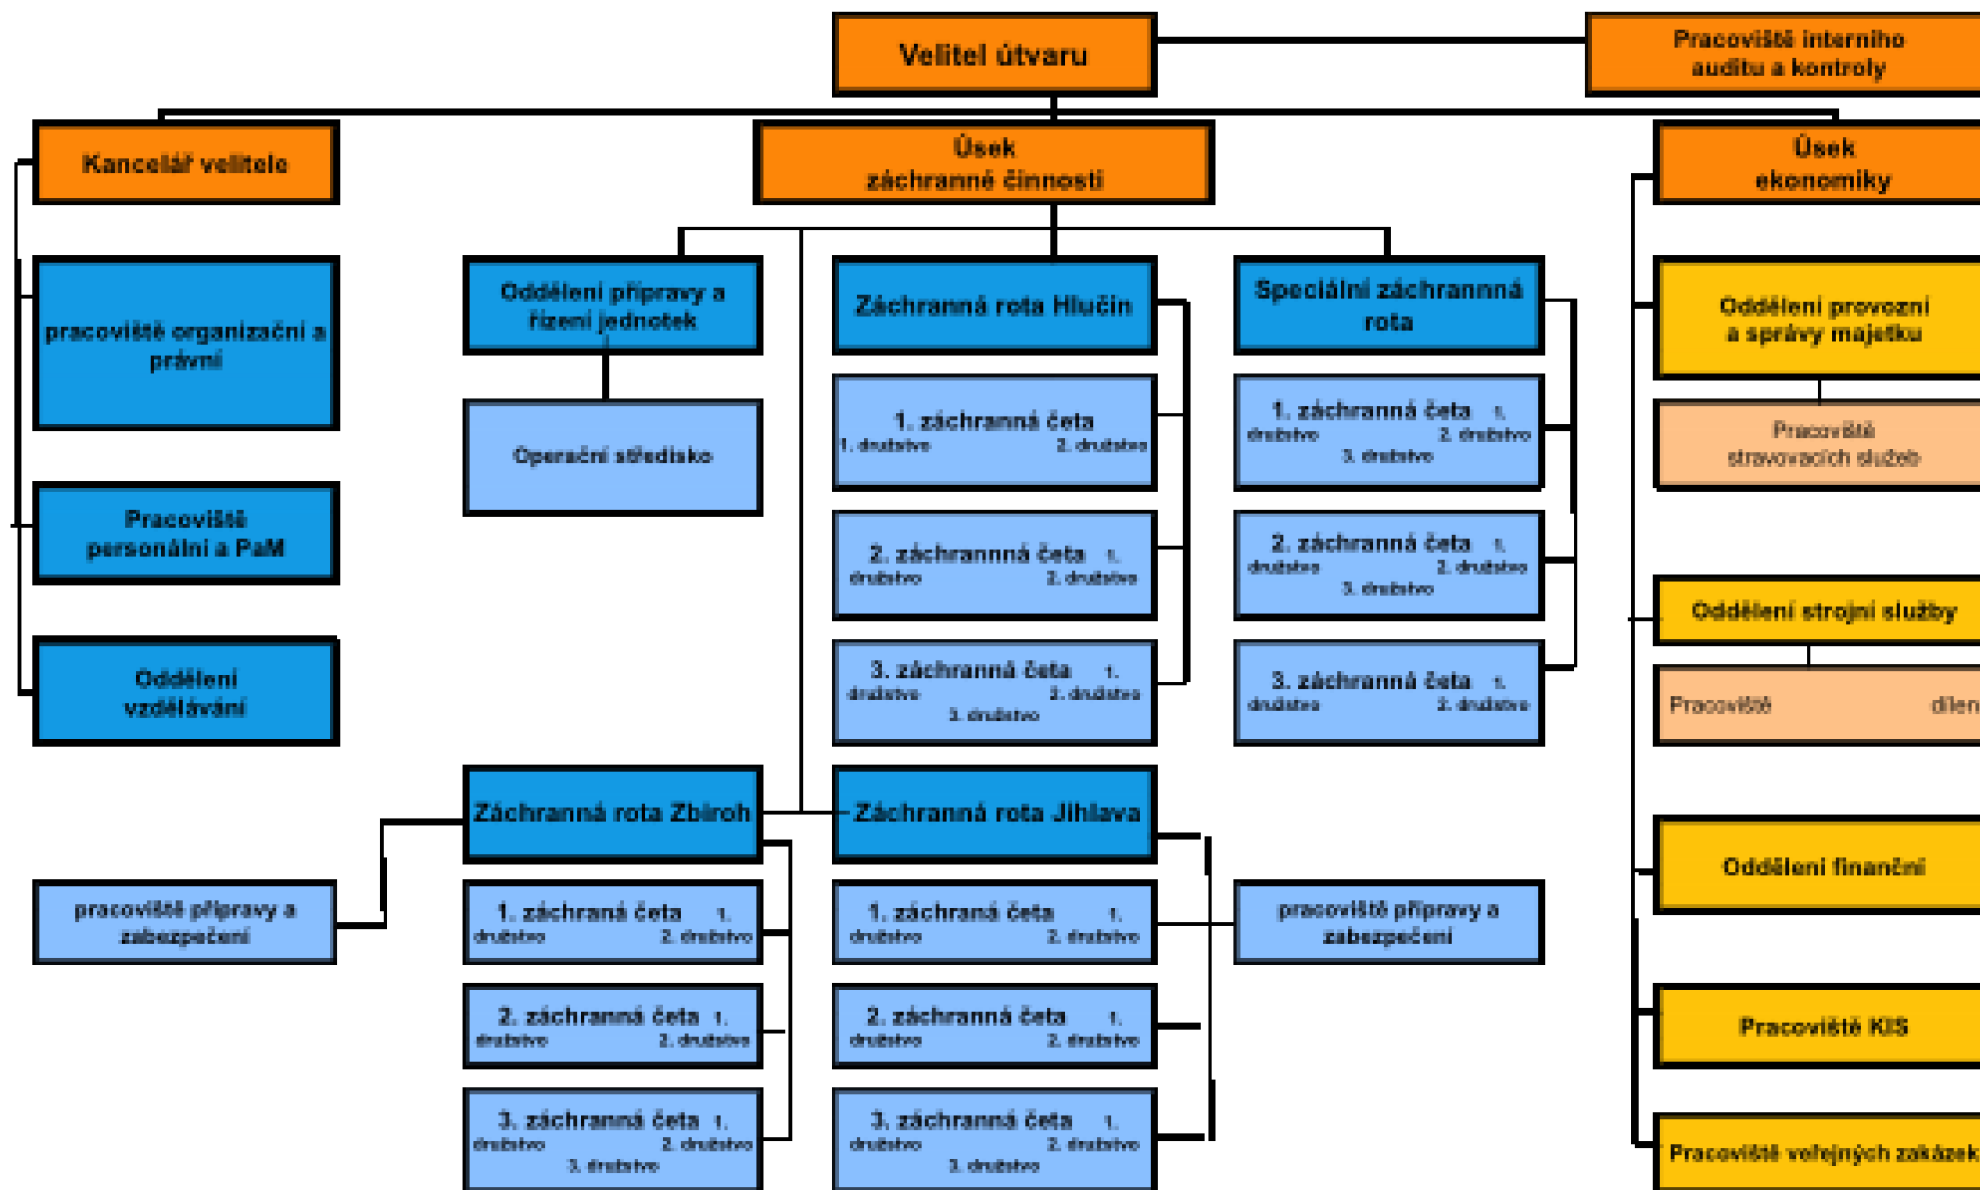 Velitel útvaru
Pracoviště interního
auditu a kontroly
Kancelář velitele
Úsek
záchranné činnosti
Úsek
ekonomiky
pracoviště organizační a
právní
Pracoviště
personální a PaM
Oddělení
vzdělávání
Oddělení přípravy a
řízení jednotek
Operační středisko
Záchranná rota Hlučín
1. záchranná četa
1. družstvo 2. družstvo
2. záchrannná četa 1.
družstvo 2. družstvo
3. záchranná četa 1.
družstvo 2. družstvo
3. družstvo
Speciální záchrannná
rota
1. záchranná četa 1.
družstvo 2. družstvo
3. družstvo
2. záchranná četa 1.
družstvo 2. družstvo
3. družstvo
3. záchranná četa 1.
družstvo 2. družstvo
Oddělení provozní
a správy majetku
Pracoviště
stravovacích služeb
Oddělení strojní služby
Pracoviště dílen
Oddělení finanční
Pracoviště KIS
Pracoviště veřejných zakázek
Záchranná rota Zbiroh
pracoviště přípravy a
zabezpečení
1. záchraná četa 1.
družstvo 2. družstvo
2. záchranná četa 1.
družstvo 2. družstvo
3. záchranná četa 1.
družstvo 2. družstvo
3. družstvo
Záchranná rota Jihlava
1. záchraná četa 1.
družstvo 2. družstvo
2. záchranná četa 1.
družstvo 2. družstvo
3. záchranná četa 1.
družstvo 2. družstvo
3. družstvo
pracoviště přípravy a
zabezpečení